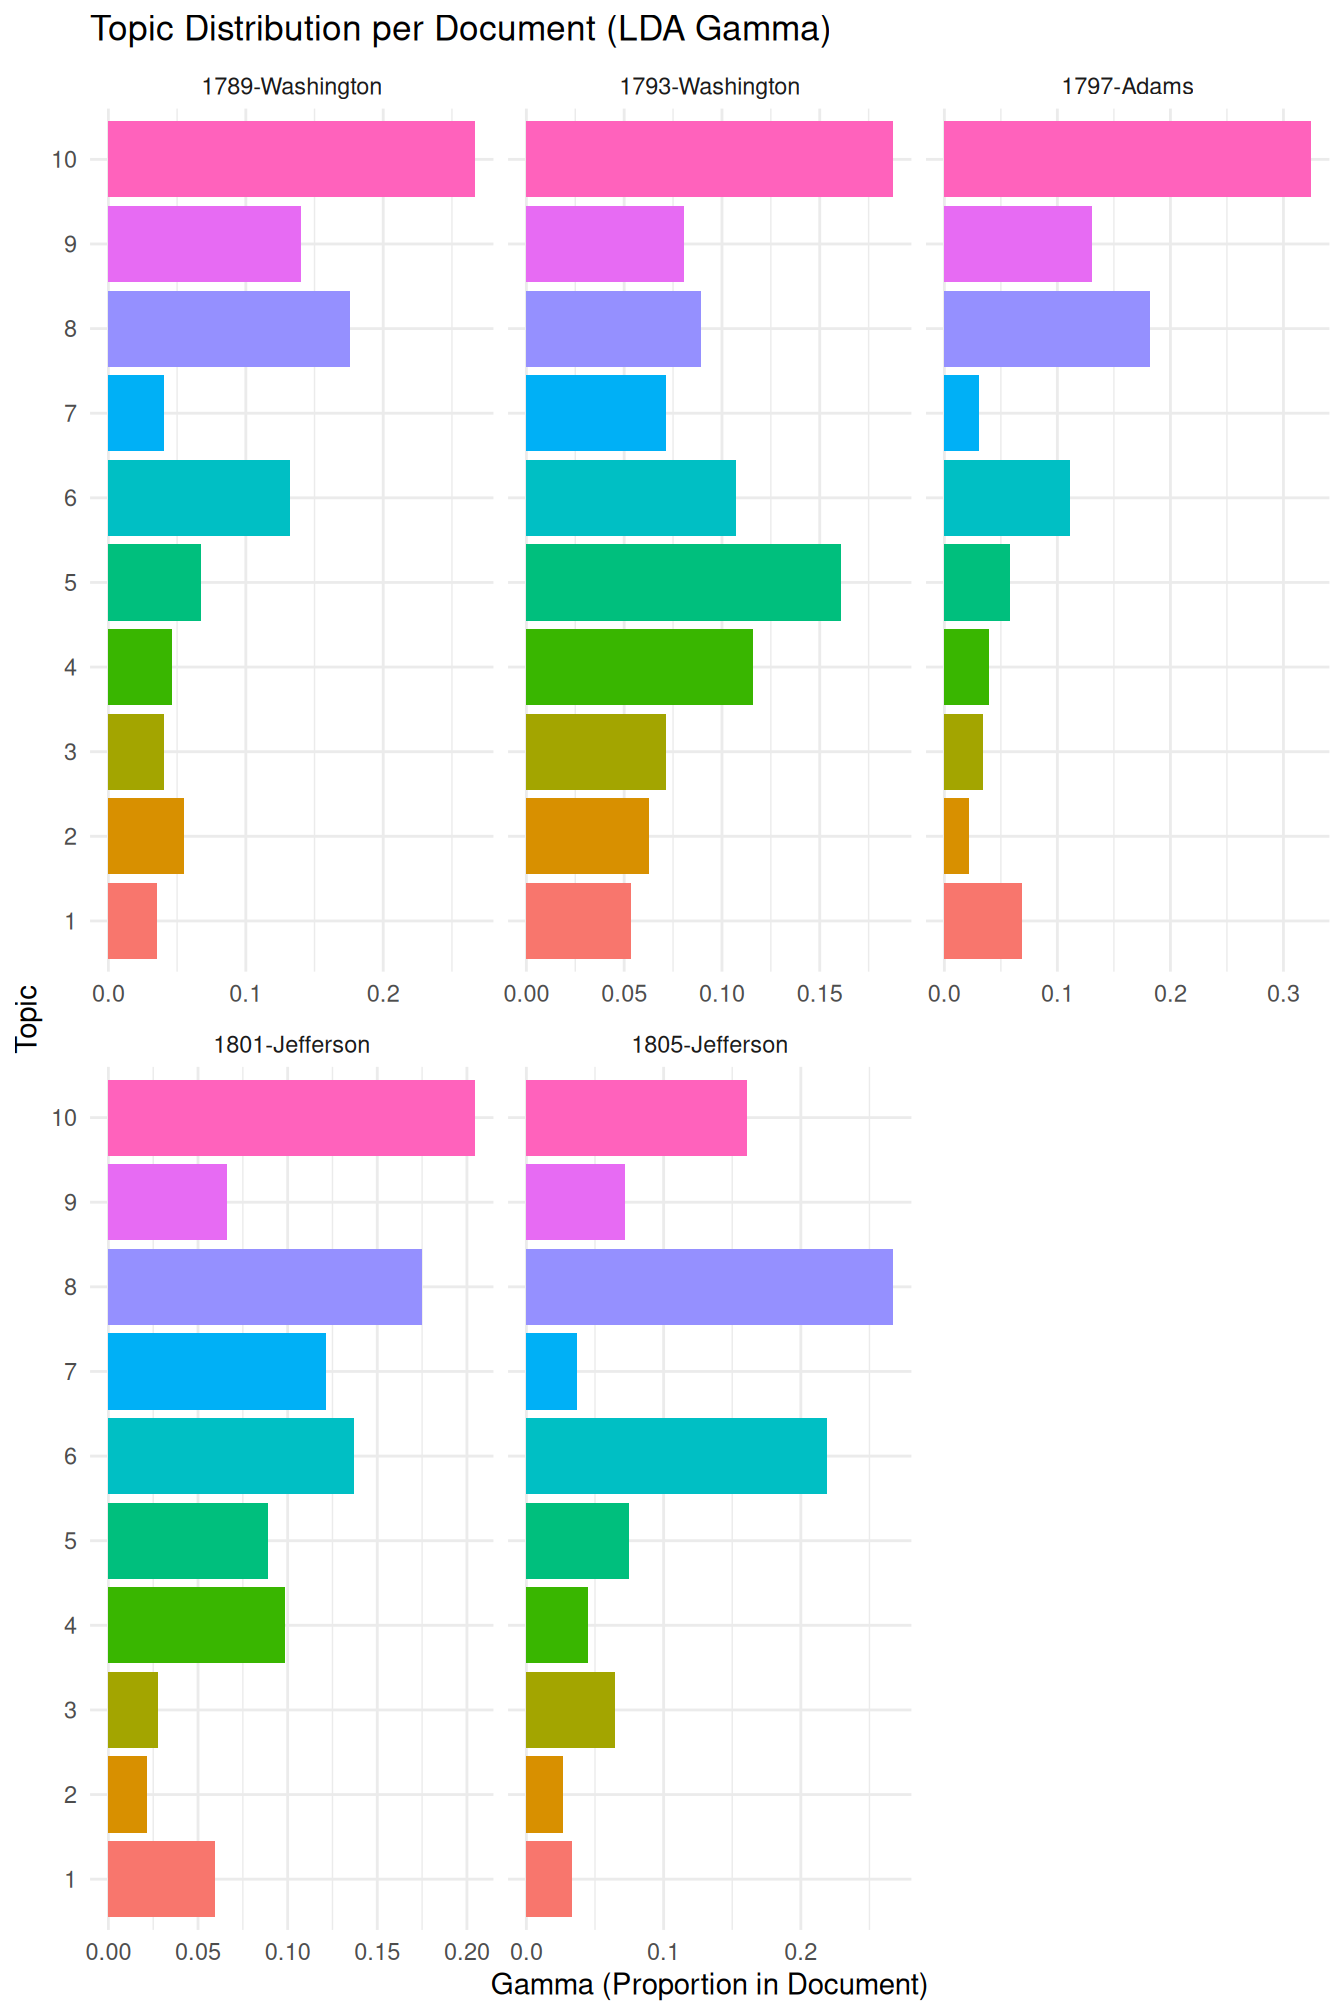 Topic Distribution per Document (LDA Gamma)
1789-Washington 1793-Washington 1797-Adams
10
9
8
7
6
5
4
3
2
1
0.0 0.1 0.2 0.00 0.05 0.10 0.15 0.0 0.1 0.2 0.3
Topic
1801-Jefferson 1805-Jefferson
10
9
8
7
6
5
4
3
2
1
0.00 0.05 0.10 0.15 0.20 0.0 0.1 0.2
Gamma (Proportion in Document)